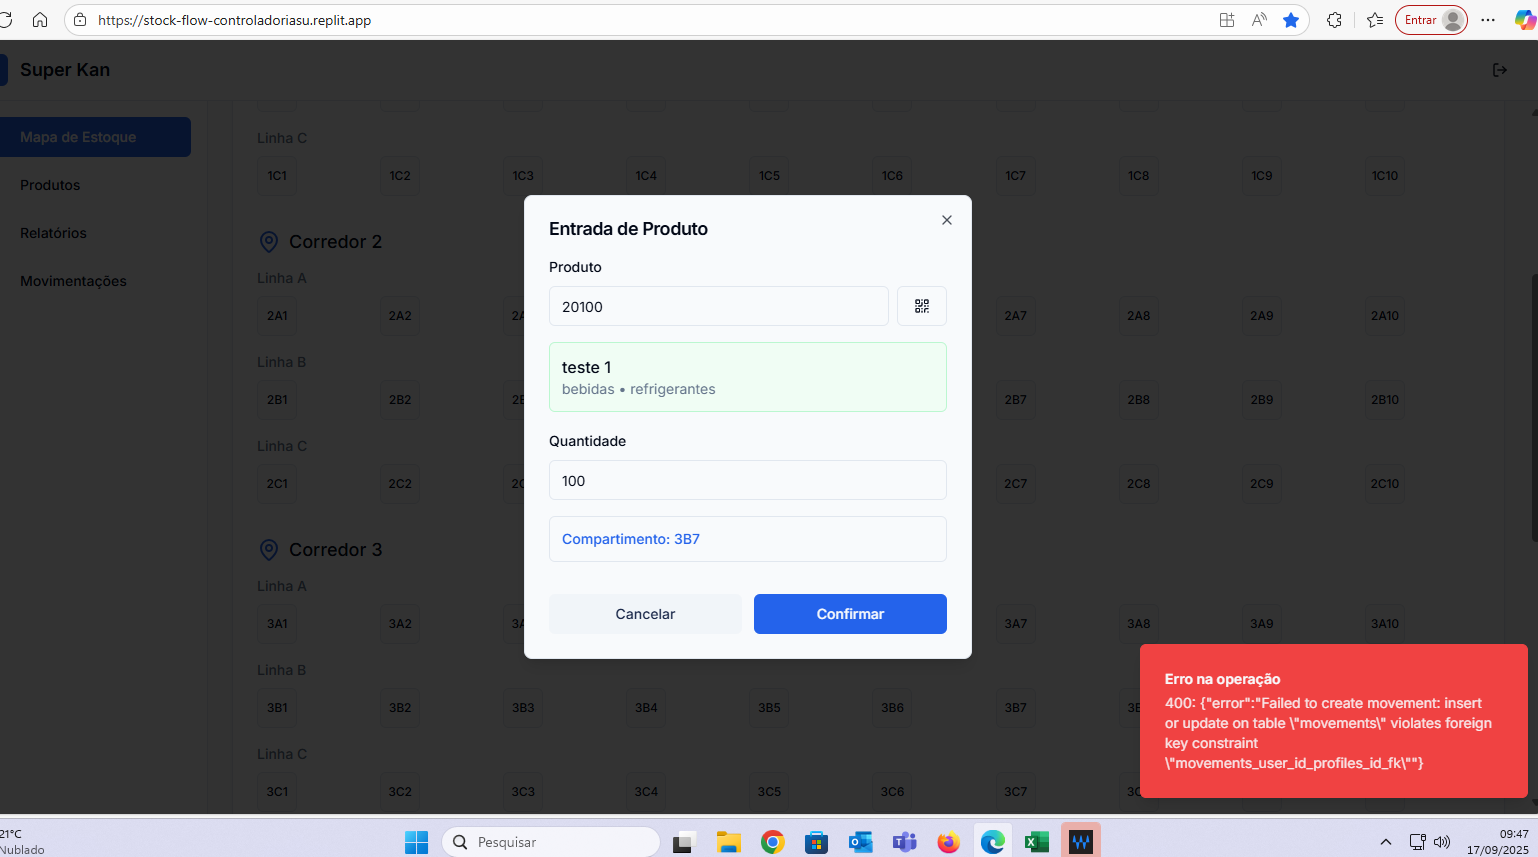 https://stock-flow-controladoriasu.replit.app
Entrar
Super Kan
Mapa de Estoque
Produtos
Relatórios
Movimentações
Linha C
1C1 1C2 1C3 1C4 1C5 1C6 1C7 1C8 1C9 1C10
Corredor 2
Linha A
2A1 2A2 2A7 2A8 2A9 2A10
Linha B
2B1 2B2 2B7 2B8 2B9 2B10
Linha C
2C1 2C2 2C7 2C8 2C9 2C10
Corredor 3
Linha A
3A1 3A2 3A7 3A8 3A9 3A10
Linha B
3B1 3B2 3B3 3B4 3B5 3B6 3B7
Linha C
3C1 3C2 3C3 3C4 3C5 3C6 3C7
Entrada de Produto
Produto
20100
teste 1
bebidas • refrigerantes
Quantidade
100
Compartimento: 3B7
Cancelar
Confirmar
Erro na operação
400: {"error":"Failed to create movement: insert
or update on table \"movements\" violates foreign
key constraint
\"movements_user_id_profiles_id_fk\""}
21°C
Nublado
Pesquisar
09:47
17/09/2025